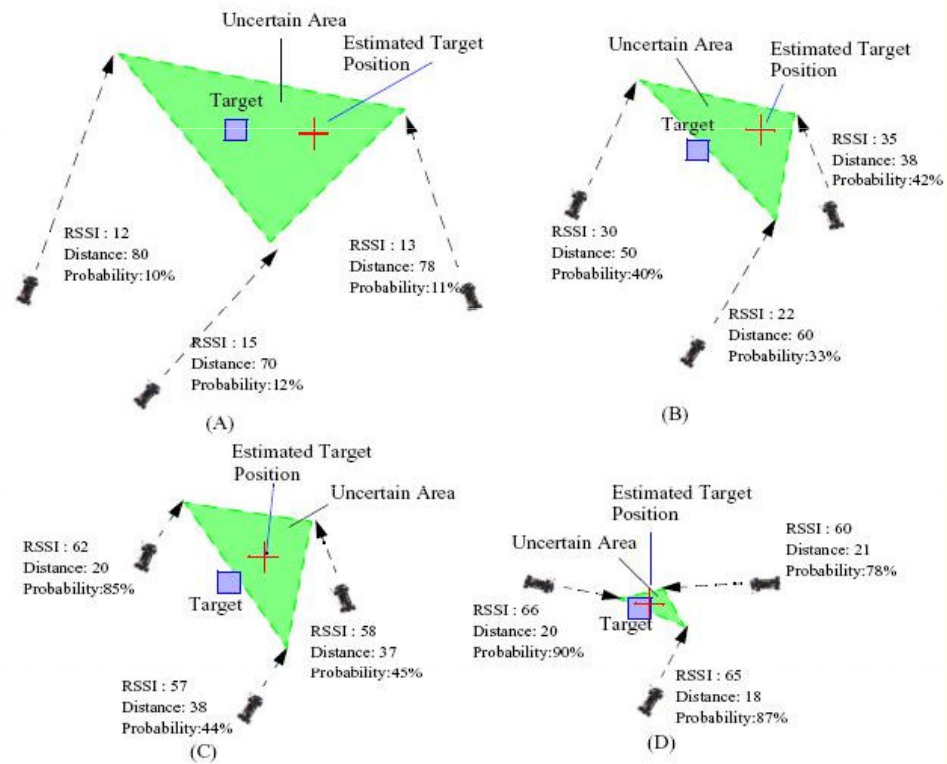 Uncertain Area
Estimated Target
Position
Target
RSSI : 12
Distance: 80
Probability:10%
RSSI : 13
Distance: 78
Probability:11%
RSSI : 15
Distance: 70
Probability:12%
(A)
Uncertain Area
Estimated Target
Position
Target
RSSI : 35
Distance: 38
Probability:42%
RSSI : 30
Distance: 50
Probability:40%
RSSI : 22
Distance: 60
Probability:33%
(B)
Estimated Target
Position
Uncertain Area
RSSI : 62
Distance: 20
Probability:85%
Target
RSSI : 58
Distance: 37
Probability:45%
RSSI : 57
Distance: 38
Probability:44%
(C)
Estimated Target
Position
Uncertain Area
RSSI : 60
Distance: 21
Probability:78%
RSSI : 66
Distance: 20
Probability:90%
Target
RSSI : 65
Distance: 18
Probability:87%
(D)